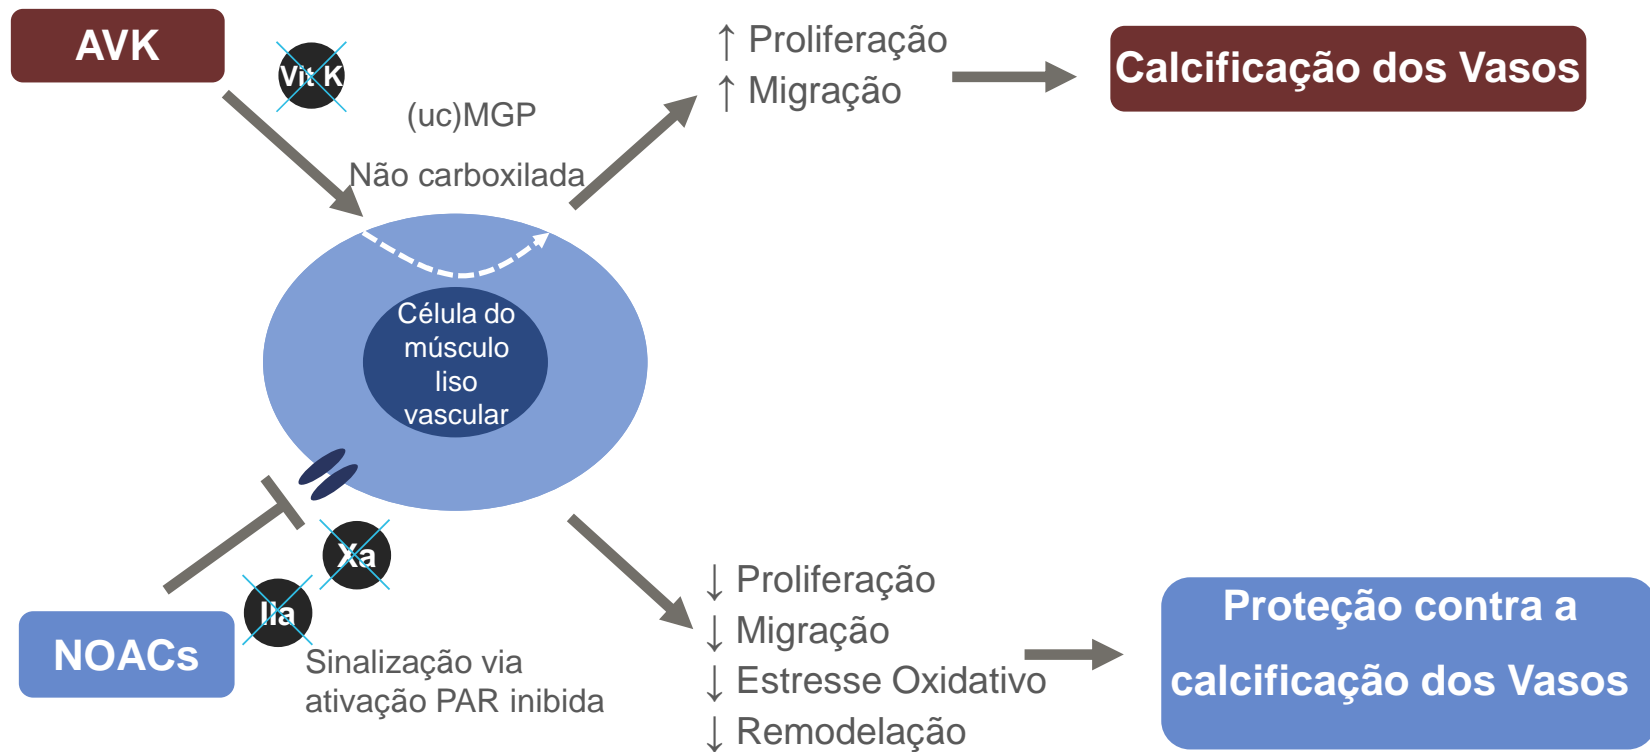 AVK
Vit K
(uc)MGP
Não carboxilada
↑ Proliferação
↑ Migração
Calcificação dos Vasos
Célula do
músculo
liso
vascular
Xa
IIa
NOACs
Sinalização via
ativação PAR inibida
↓ Proliferação
↓ Migração
↓ Estresse Oxidativo
↓ Remodelação
Proteção contra a
calcificação dos Vasos